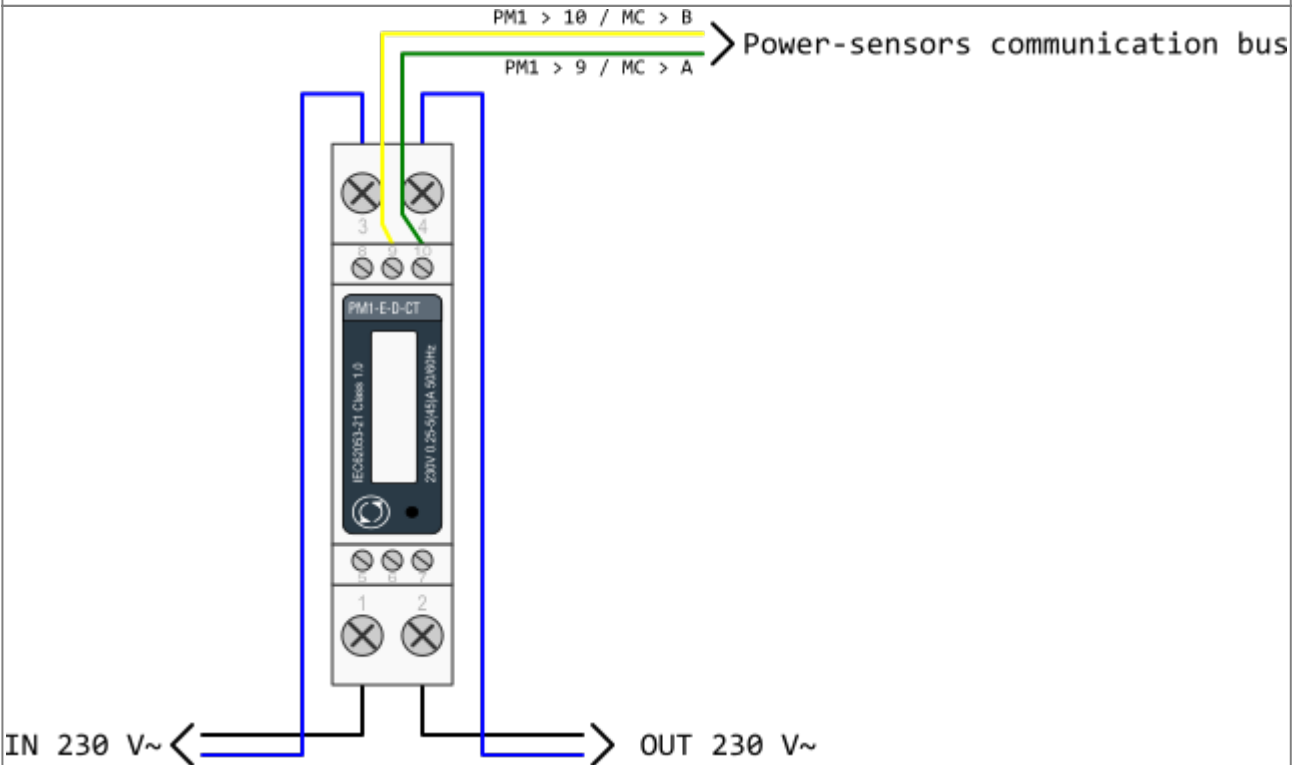 PM1 > 10 / MC > B
Power-sensors communication bus
PM1 > 9 / MC > A
3 4
8 9 10
PM1-E-D-CT
IEC62053-21 Class 1.0
230V 0.25-5(45)A 50/60Hz
5 6 7
1 2
IN 230 V~
OUT 230 V~